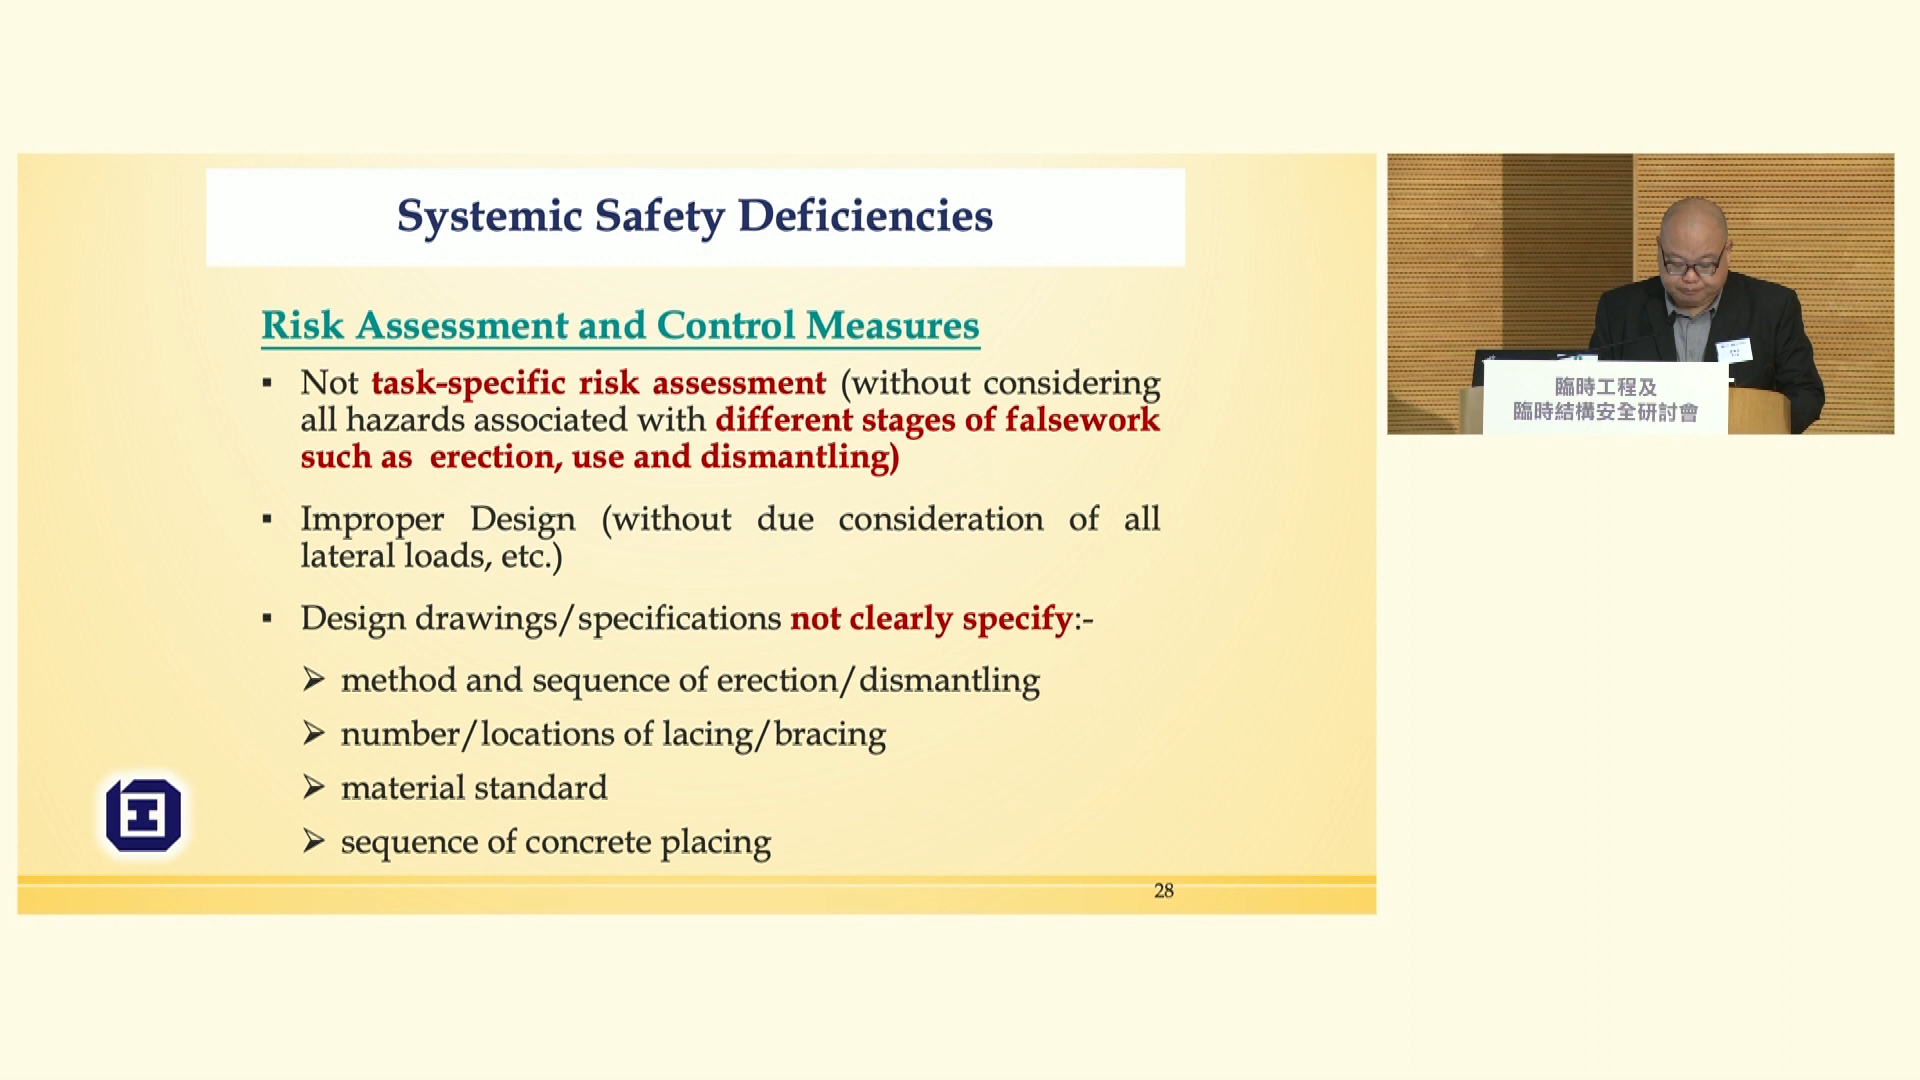 Systemic Safety Deficiencies
Risk Assessment and Control Measures
▪ Not task-specific risk assessment (without considering
all hazards associated with different stages of falsework
such as erection, use and dismantling)
▪ Improper Design (without due consideration of all
lateral loads, etc.)
▪ Design drawings/specifications not clearly specify:-
➢ method and sequence of erection/dismantling
➢ number/locations of lacing/bracing
➢ material standard
➢ sequence of concrete placing
28
臨時工程及
臨時結構安全研討會